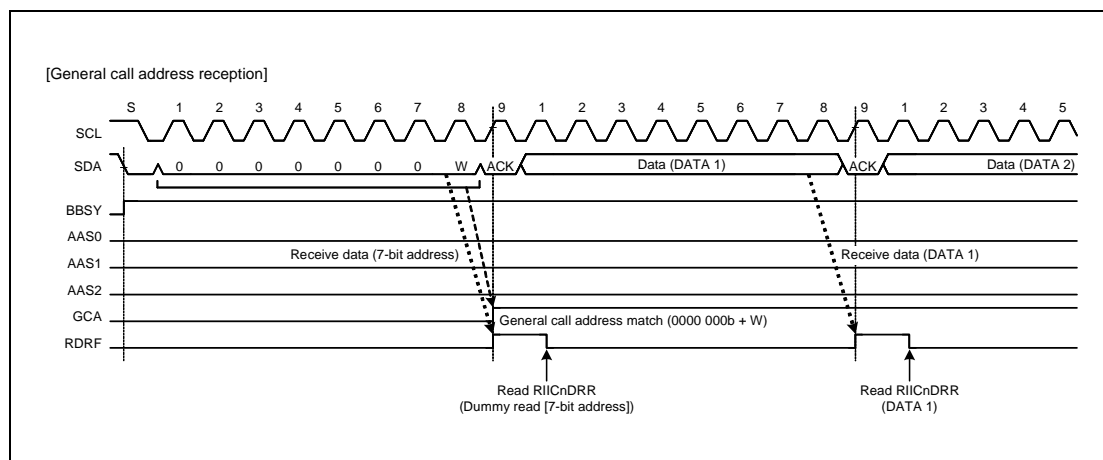 [General call address reception]
S 1 2 3 4 5 6 7 8 9 1 2 3 4 5 6 7 8 9 1 2 3 4 5
SCL
SDA 0 0 0 0 0 0 0 W ACK Data (DATA 1) ACK Data (DATA 2)
BBSY
AAS0
Receive data (7-bit address) Receive data (DATA 1)
AAS1
AAS2
GCA
General call address match (0000 000b + W)
RDRF
Read RIICnDRR
(Dummy read [7-bit address])
Read RIICnDRR
(DATA 1)